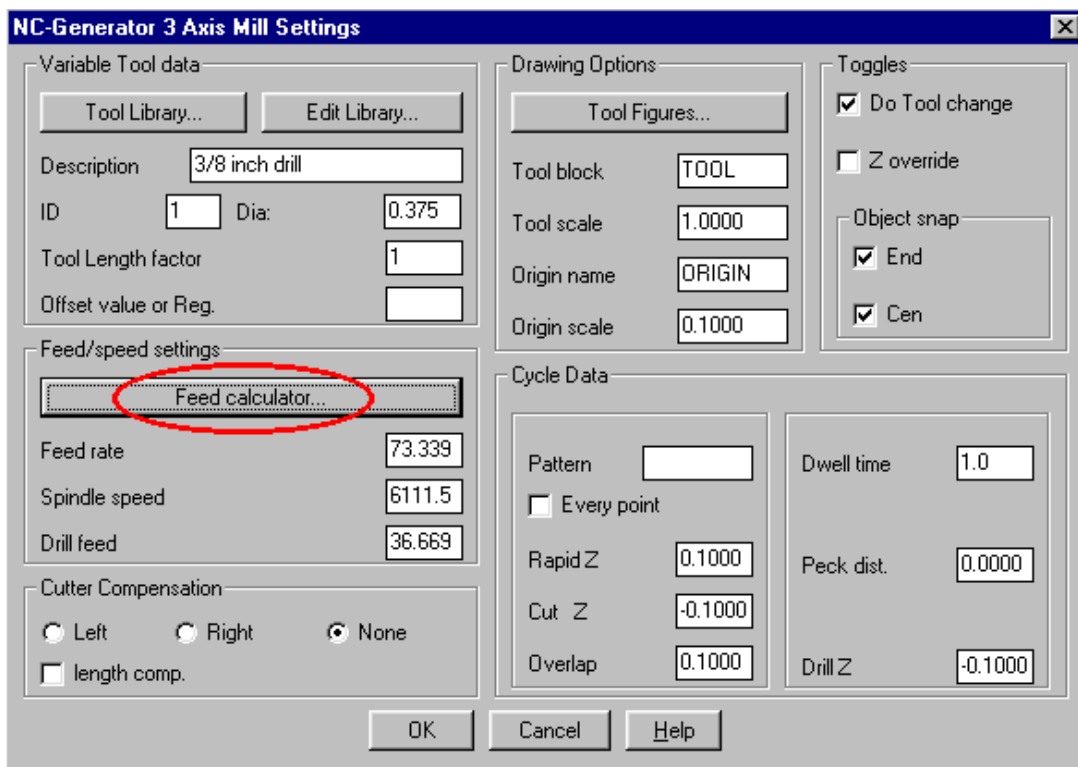 NC-Generator 3 Axis Mill Settings
Variable Tool data
Tool Library...
Edit Library...
Description 3/8 inch drill
ID 1 Dia: 0.375
Tool Length factor 1
Offset value or Reg.
Feed/speed settings
Feed calculator...
Feed rate 73.339
Spindle speed 6111.5
Drill feed 36.669
Cutter Compensation
Left Right None
length comp.
Drawing Options
Tool Figures...
Tool block TOOL
Tool scale 1.0000
Origin name ORIGIN
Origin scale 0.1000
Toggles
Do Tool change
Z override
Object snap
End
Cen
Cycle Data
Pattern
Every point
Rapid Z 0.1000
Cut Z -0.1000
Overlap 0.1000
Dwell time 1.0
Peck dist. 0.0000
Drill Z -0.1000
OK Cancel Help